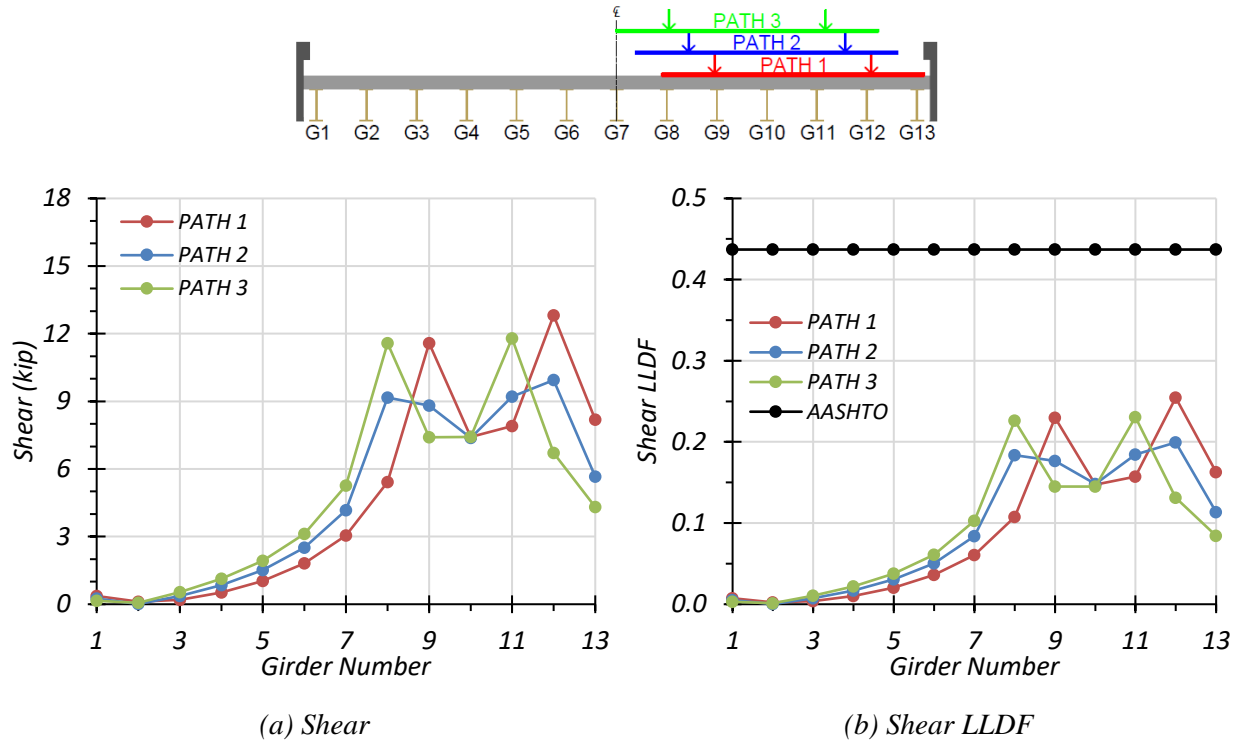 ℄
PATH 3
PATH 2
PATH 1
G1 G2 G3 G4 G5 G6 G7 G8 G9 G10 G11 G12 G13
18
15
12
9
6
3
0
Shear (kip)
PATH 1
PATH 2
PATH 3
1 3 5 7 9 11 13
Girder Number
(a) Shear
0.5
0.4
0.3
0.2
0.1
0.0
Shear LLDF
PATH 1
PATH 2
PATH 3
AASHTO
1 3 5 7 9 11 13
Girder Number
(b) Shear LLDF